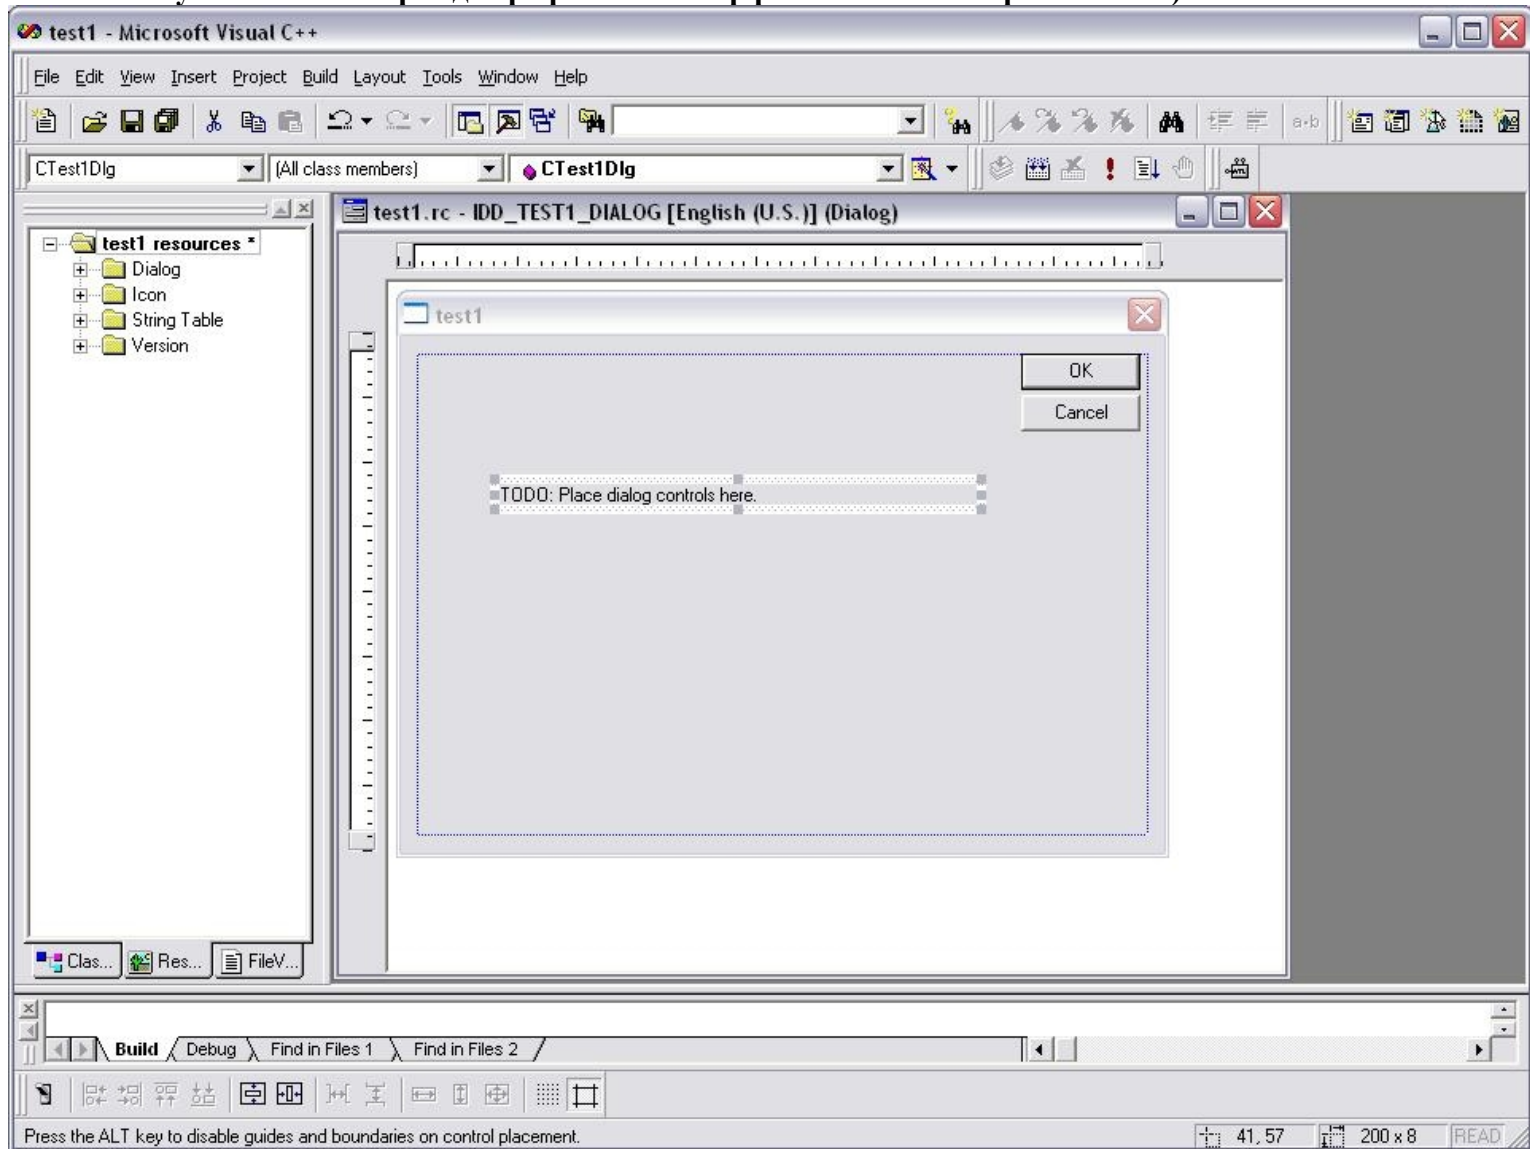 test1 - Microsoft Visual C++
File Edit View Insert Project Build Layout Tools Window Help
a·b
CTest1Dlg (All class members) CTest1Dlg
test1.rc - IDD_TEST1_DIALOG [English (U.S.)] (Dialog)
test1 resources *
Dialog
Icon
String Table
Version
test1
OK
Cancel
TODO: Place dialog controls here.
Clas... Res... FileV...
Build Debug Find in Files 1 Find in Files 2
Press the ALT key to disable guides and boundaries on control placement. 41, 57 200 x 8 READ